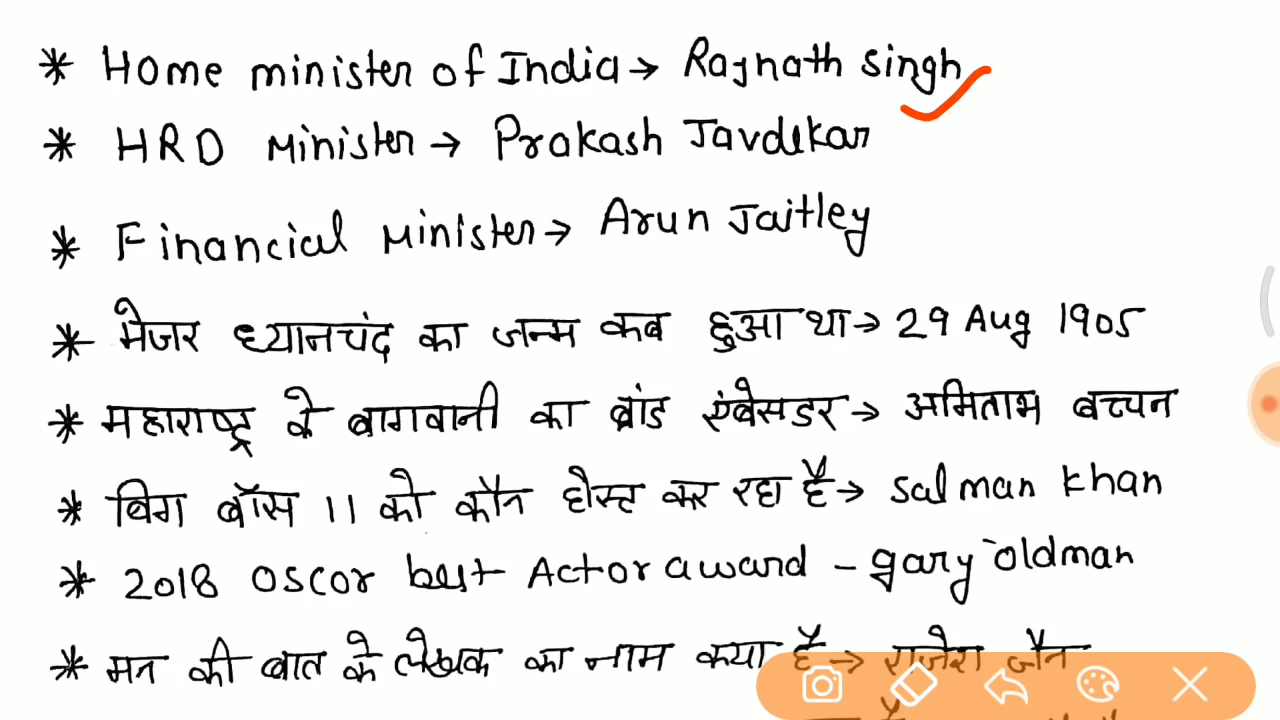 * Home minister of India → Rajnath singh
* HRD Minister → Prakash Javdekar
* Financial Minister → Arun Jaitley
* मेजर ध्यानचंद का जन्म कब हुआ था → 29 Aug 1905
* महाराष्ट्र के बागवानी का ब्रांड एंबेसडर → अमिताभ बच्चन
* बिग बॉस 11 को कौन होस्ट कर रहा है → salman khan
* 2018 oscor best Actor award - gary oldman
* मन की बात के लेखक का नाम क्या है → राजेश जैन